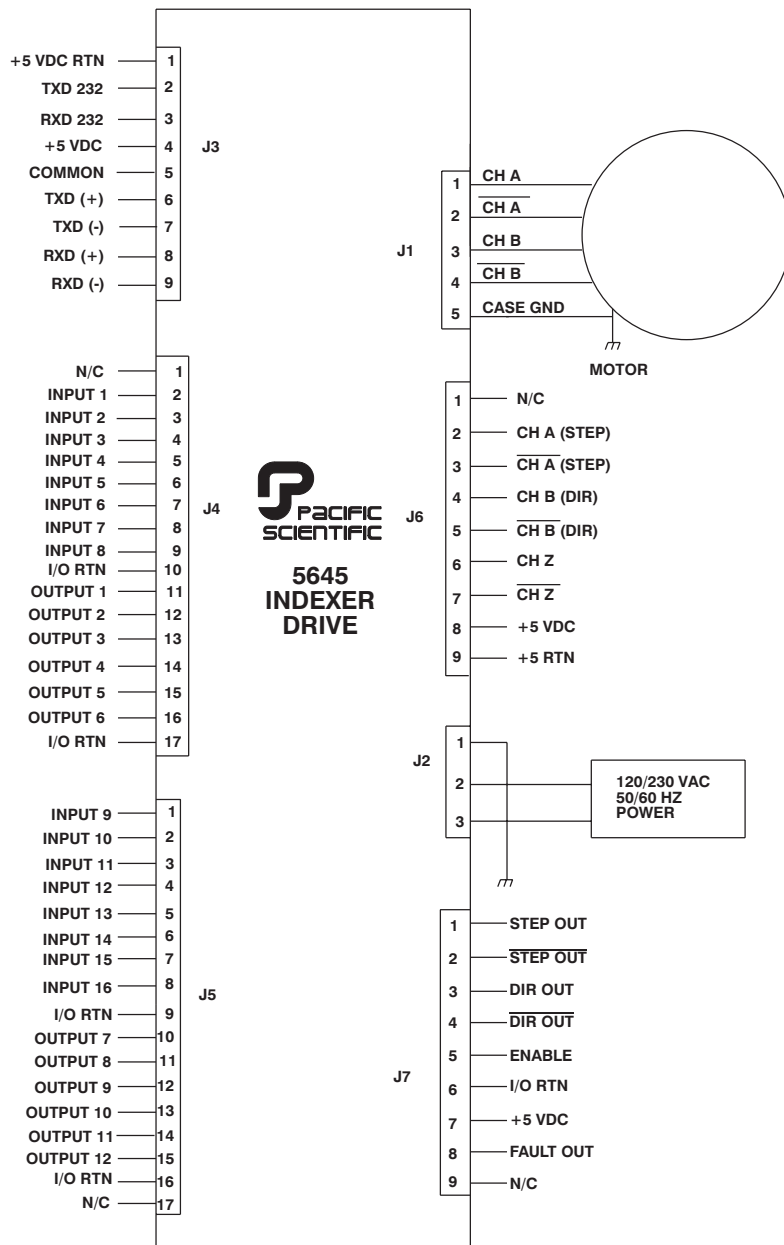 +5 VDC RTN 1
TXD 232 2
RXD 232 3
+5 VDC 4
COMMON 5
TXD (+) 6
TXD (-) 7
RXD (+) 8
RXD (-) 9
J3
N/C 1
INPUT 1 2
INPUT 2 3
INPUT 3 4
INPUT 4 5
INPUT 5 6
INPUT 6 7
INPUT 7 8
INPUT 8 9
I/O RTN 10
OUTPUT 1 11
OUTPUT 2 12
OUTPUT 3 13
OUTPUT 4 14
OUTPUT 5 15
OUTPUT 6 16
I/O RTN 17
J4
INPUT 9 1
INPUT 10 2
INPUT 11 3
INPUT 12 4
INPUT 13 5
INPUT 14 6
INPUT 15 7
INPUT 16 8
I/O RTN 9
OUTPUT 7 10
OUTPUT 8 11
OUTPUT 9 12
OUTPUT 10 13
OUTPUT 11 14
OUTPUT 12 15
I/O RTN 16
N/C 17
J5
PACIFIC
SCIENTIFIC
5645
INDEXER
DRIVE
J1
1 CH A
2 C̅H̅ ̅A̅
3 CH B
4 C̅H̅ ̅B̅
5 CASE GND
MOTOR
J6
1 N/C
2 CH A (STEP)
3 C̅H̅ ̅A̅ (STEP)
4 CH B (DIR)
5 C̅H̅ ̅B̅ (DIR)
6 CH Z
7 C̅H̅ ̅Z̅
8 +5 VDC
9 +5 RTN
J2
1
2
3
120/230 VAC
50/60 HZ
POWER
J7
1 STEP OUT
2 S̅T̅E̅P̅ ̅O̅U̅T̅
3 DIR OUT
4 D̅I̅R̅ ̅O̅U̅T̅
5 ENABLE
6 I/O RTN
7 +5 VDC
8 FAULT OUT
9 N/C